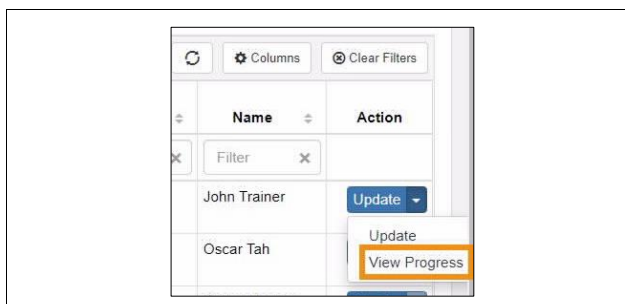 Columns Clear Filters
Name Action
Filter
John Trainer Update
Update
Oscar Tah
View Progress